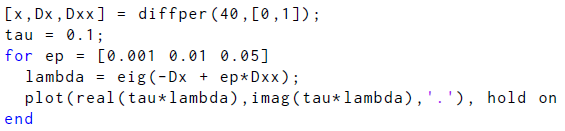 [x,Dx,Dxx] = diffper(40,[0,1]);
tau = 0.1;
for ep = [0.001 0.01 0.05]
  lambda = eig(-Dx + ep*Dxx);
  plot(real(tau*lambda),imag(tau*lambda),'.'), hold on
end